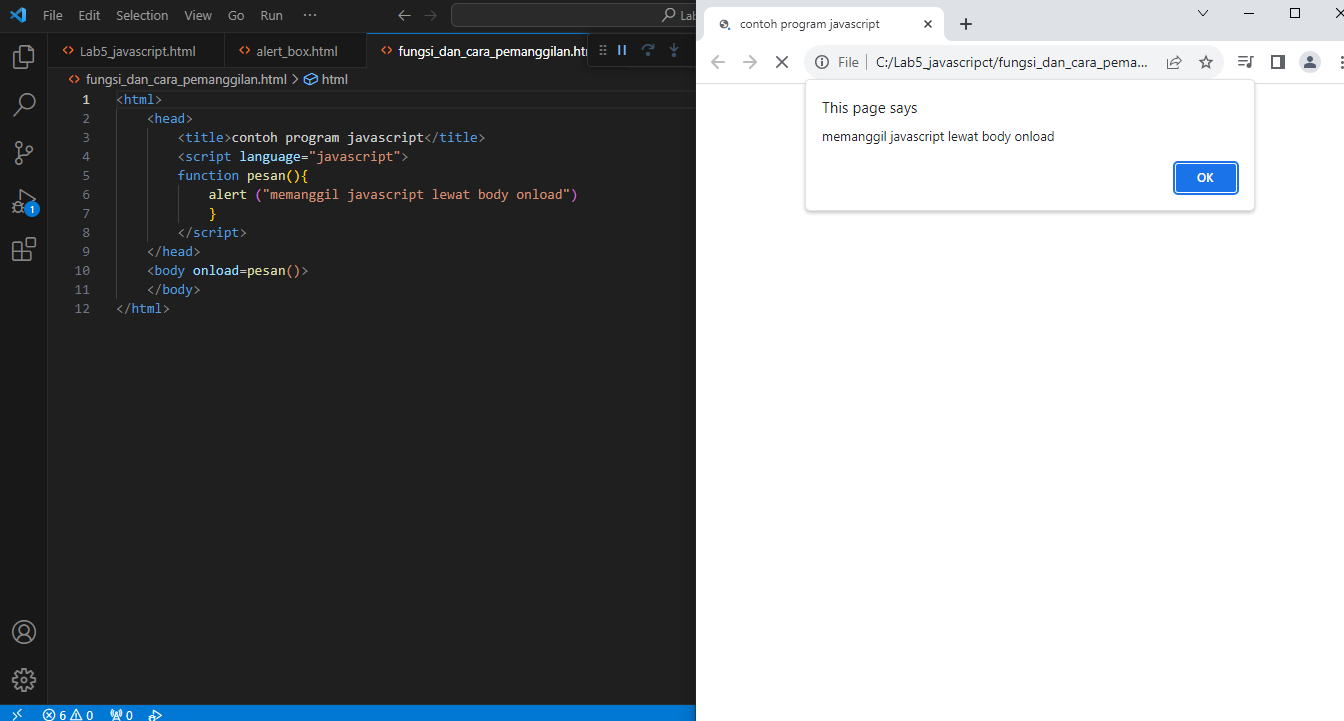 File Edit Selection View Go Run ··· Lab
Lab5_javascript.html alert_box.html fungsi_dan_cara_pemanggilan.ht
fungsi_dan_cara_pemanggilan.html > html
1 <html>
2 <head>
3 <title>contoh program javascript</title>
4 <script language="javascript">
5 function pesan(){
6 alert ("memanggil javascript lewat body onload")
7 }
8 </script>
9 </head>
10 <body onload=pesan()>
11 </body>
12 </html>
1
6 0 0
contoh program javascript
File C:/Lab5_javascripct/fungsi_dan_cara_pema...
This page says
memanggil javascript lewat body onload
OK